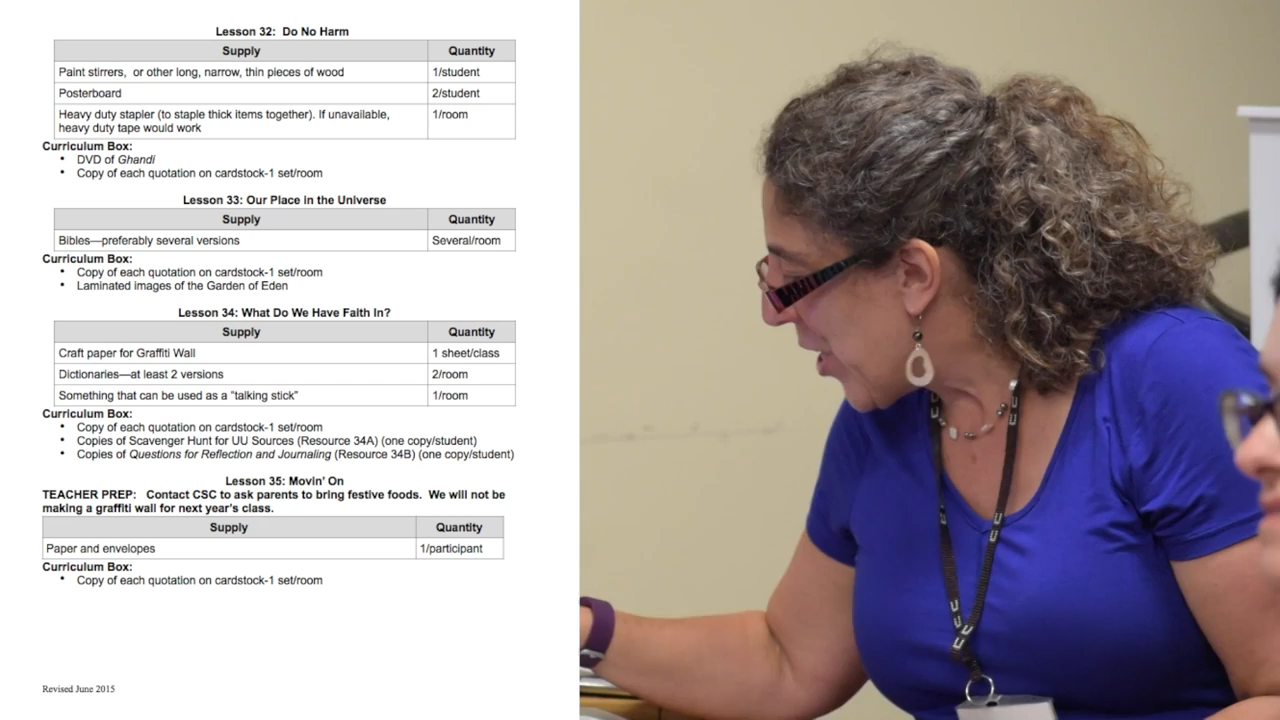 Lesson 32:  Do No Harm
Supply Quantity
Paint stirrers,  or other long, narrow, thin pieces of wood 1/student
Posterboard 2/student
Heavy duty stapler (to staple thick items together). If unavailable, 1/room
heavy duty tape would work
Curriculum Box:
• DVD of Ghandi
• Copy of each quotation on cardstock-1 set/room
Lesson 33: Our Place in the Universe
Supply Quantity
Bibles—preferably several versions Several/room
Curriculum Box:
• Copy of each quotation on cardstock-1 set/room
• Laminated images of the Garden of Eden
Lesson 34: What Do We Have Faith In?
Supply Quantity
Craft paper for Graffiti Wall 1 sheet/class
Dictionaries—at least 2 versions 2/room
Something that can be used as a “talking stick” 1/room
Curriculum Box:
• Copy of each quotation on cardstock-1 set/room
• Copies of Scavenger Hunt for UU Sources (Resource 34A) (one copy/student)
• Copies of Questions for Reflection and Journaling (Resource 34B) (one copy/student)
Lesson 35: Movin’ On
TEACHER PREP:   Contact CSC to ask parents to bring festive foods.  We will not be
making a graffiti wall for next year’s class.
Supply Quantity
Paper and envelopes 1/participant
Curriculum Box:
• Copy of each quotation on cardstock-1 set/room
Revised June 2015